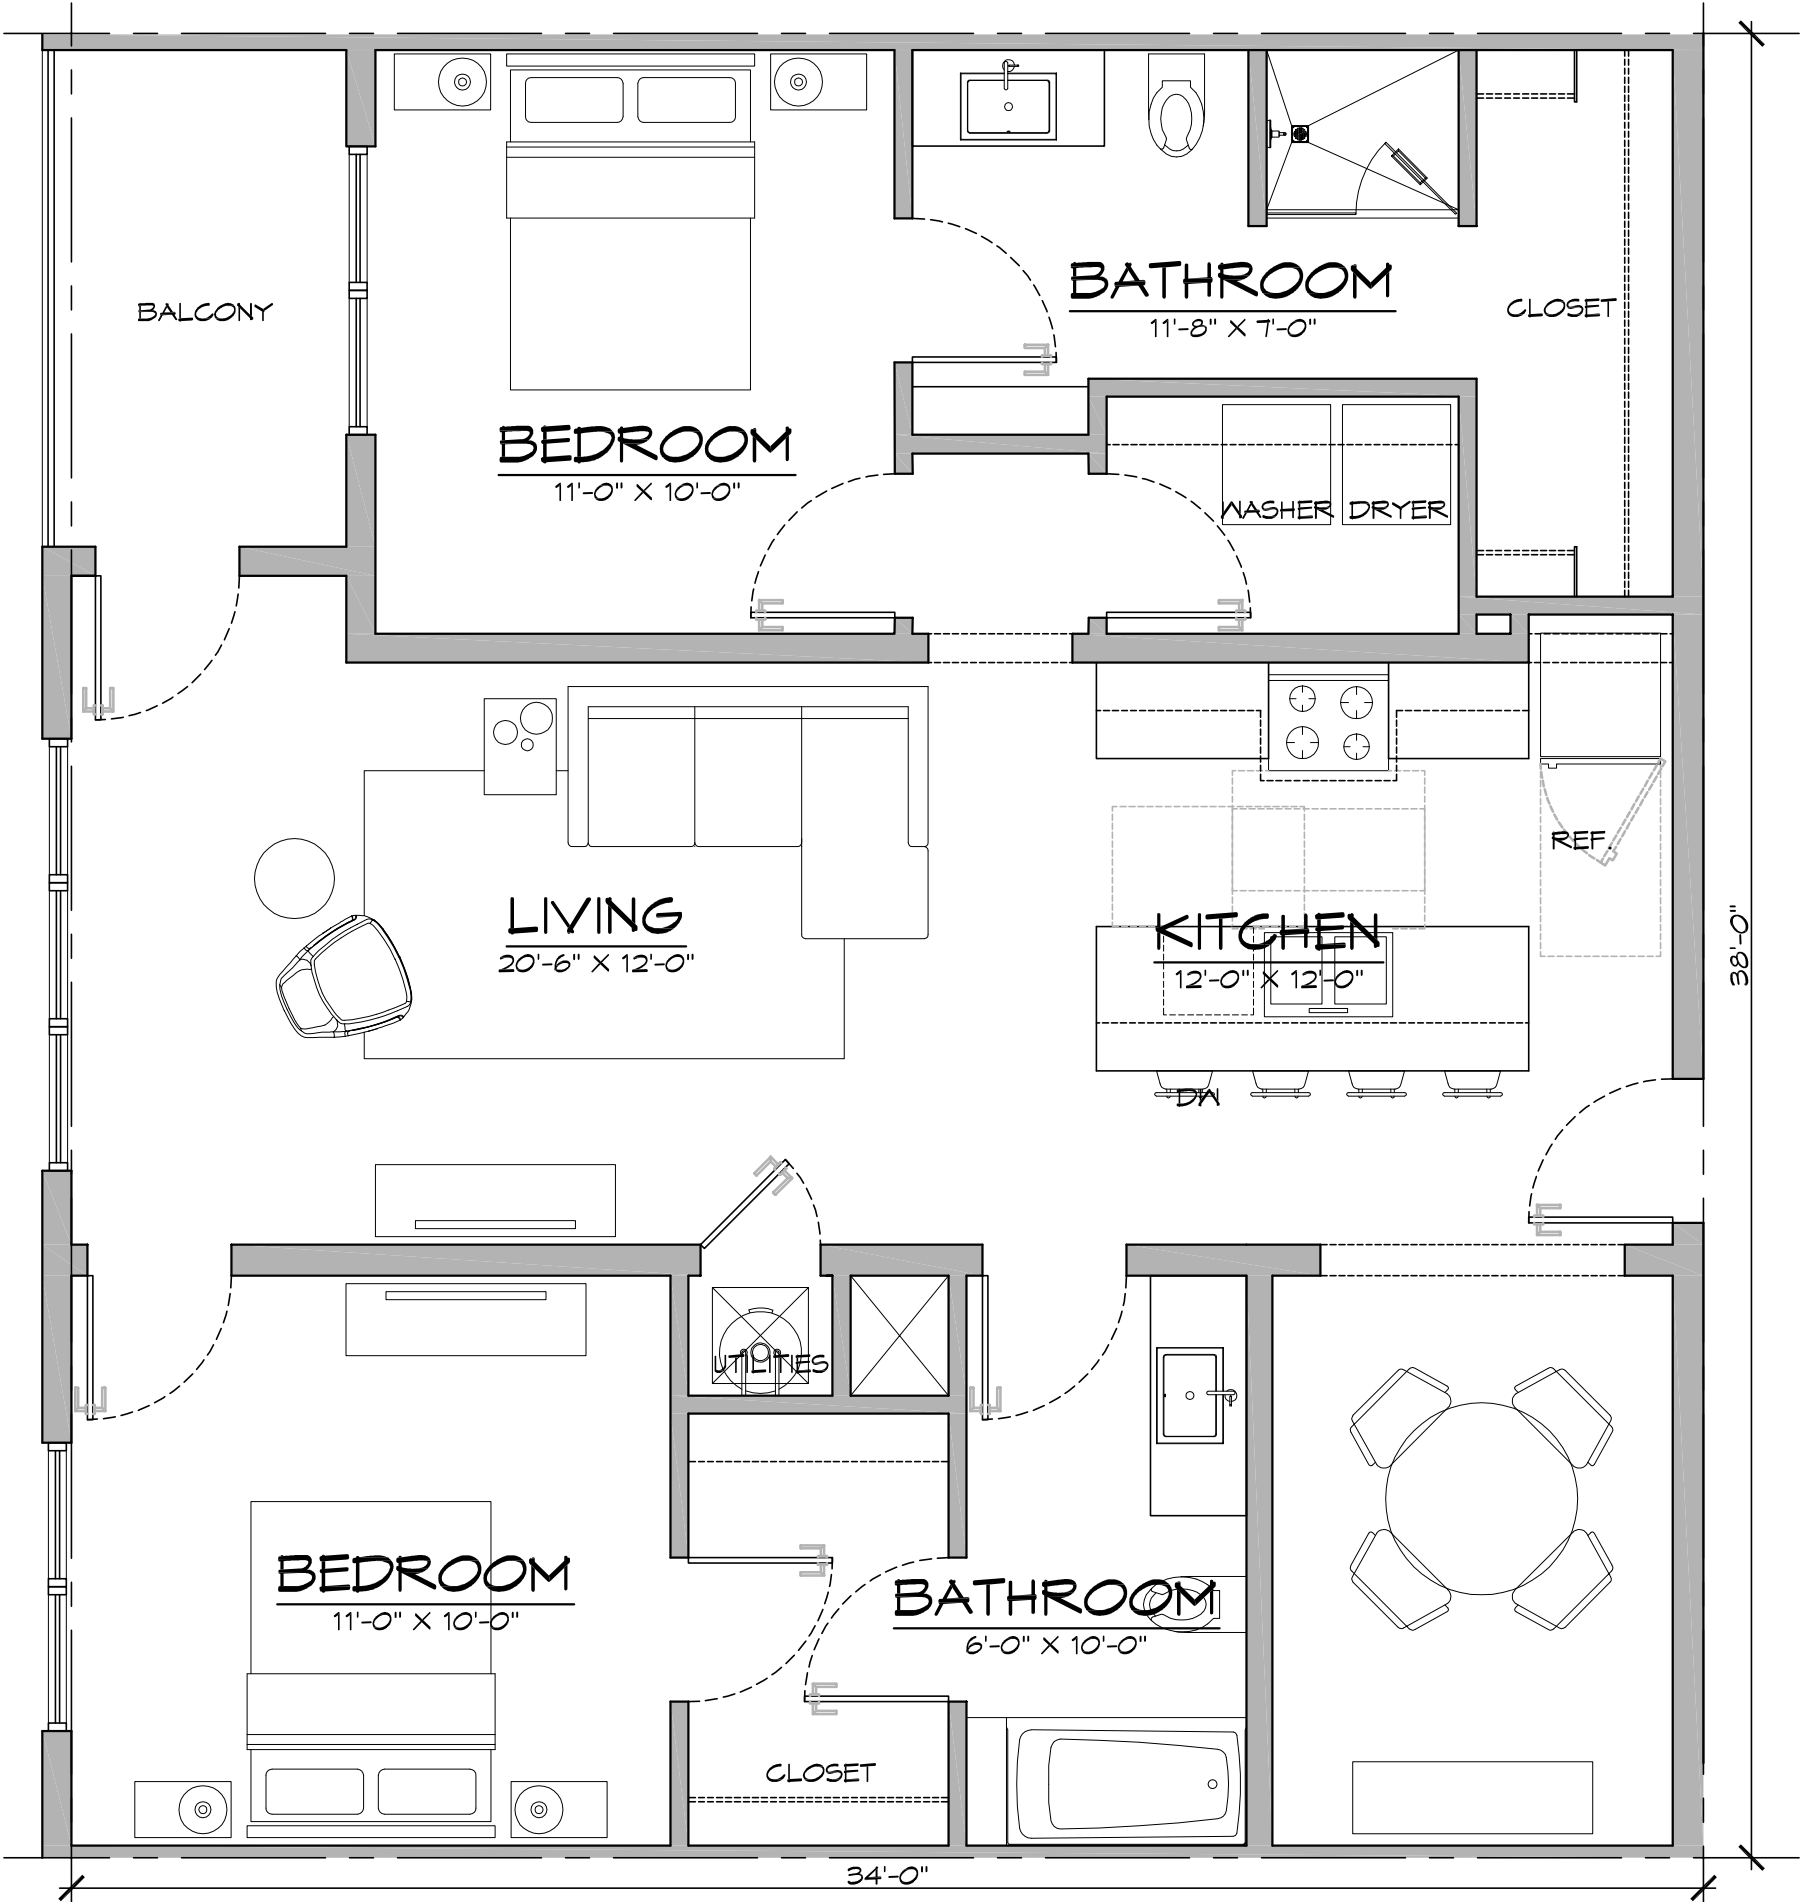 BALCONY
BATHROOM
11'-8" X 7'-0"
CLOSET
BEDROOM
11'-0" X 10'-0"
WASHER
DRYER
REF.
LIVING
20'-6" X 12'-0"
KITCHEN
12'-0" X 12'-0"
38'-0"
DW
UTILITIES
BEDROOM
11'-0" X 10'-0"
BATHROOM
6'-0" X 10'-0"
CLOSET
34'-0"